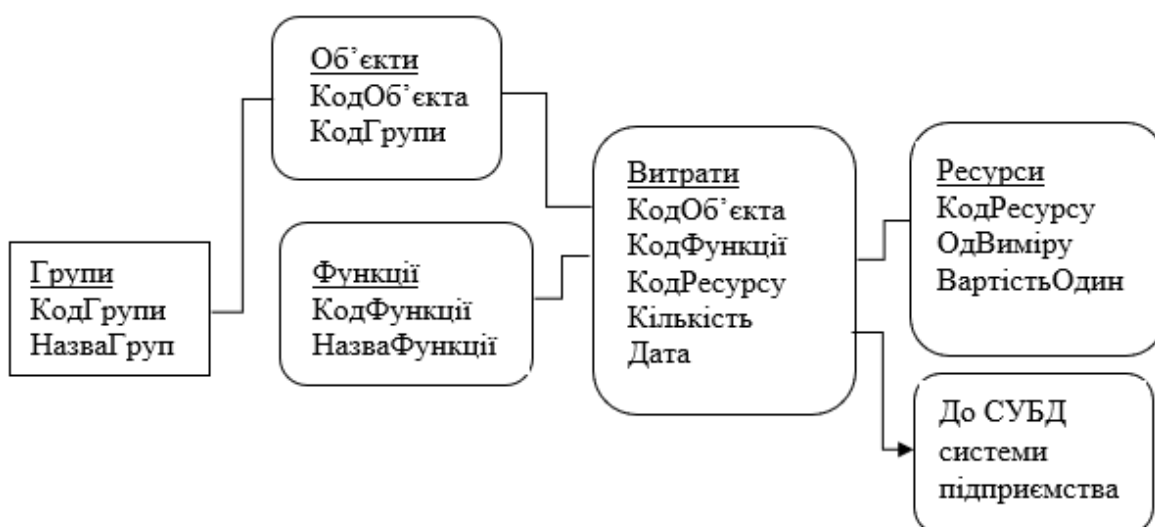 Об’єкти
КодОб’єкта
КодГрупи
Групи
КодГрупи
НазваГруп
Функції
КодФункції
НазваФункції
Витрати
КодОб’єкта
КодФункції
КодРесурсу
Кількість
Дата
Ресурси
КодРесурсу
ОдВиміру
ВартістьОдин
До СУБД
системи
підприємства